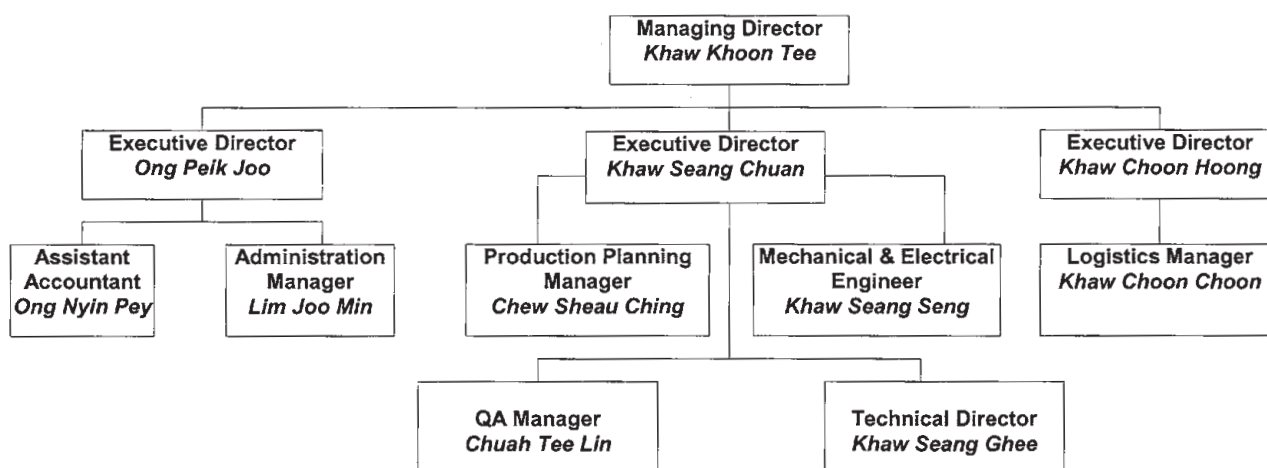 Managing Director
Khaw Khoon Tee
Executive Director
Ong Peik Joo
Executive Director
Khaw Seang Chuan
Executive Director
Khaw Choon Hoong
Assistant
Accountant
Ong Nyin Pey
Administration
Manager
Lim Joo Min
Production Planning
Manager
Chew Sheau Ching
Mechanical & Electrical
Engineer
Khaw Seang Seng
Logistics Manager
Khaw Choon Choon
QA Manager
Chuah Tee Lin
Technical Director
Khaw Seang Ghee